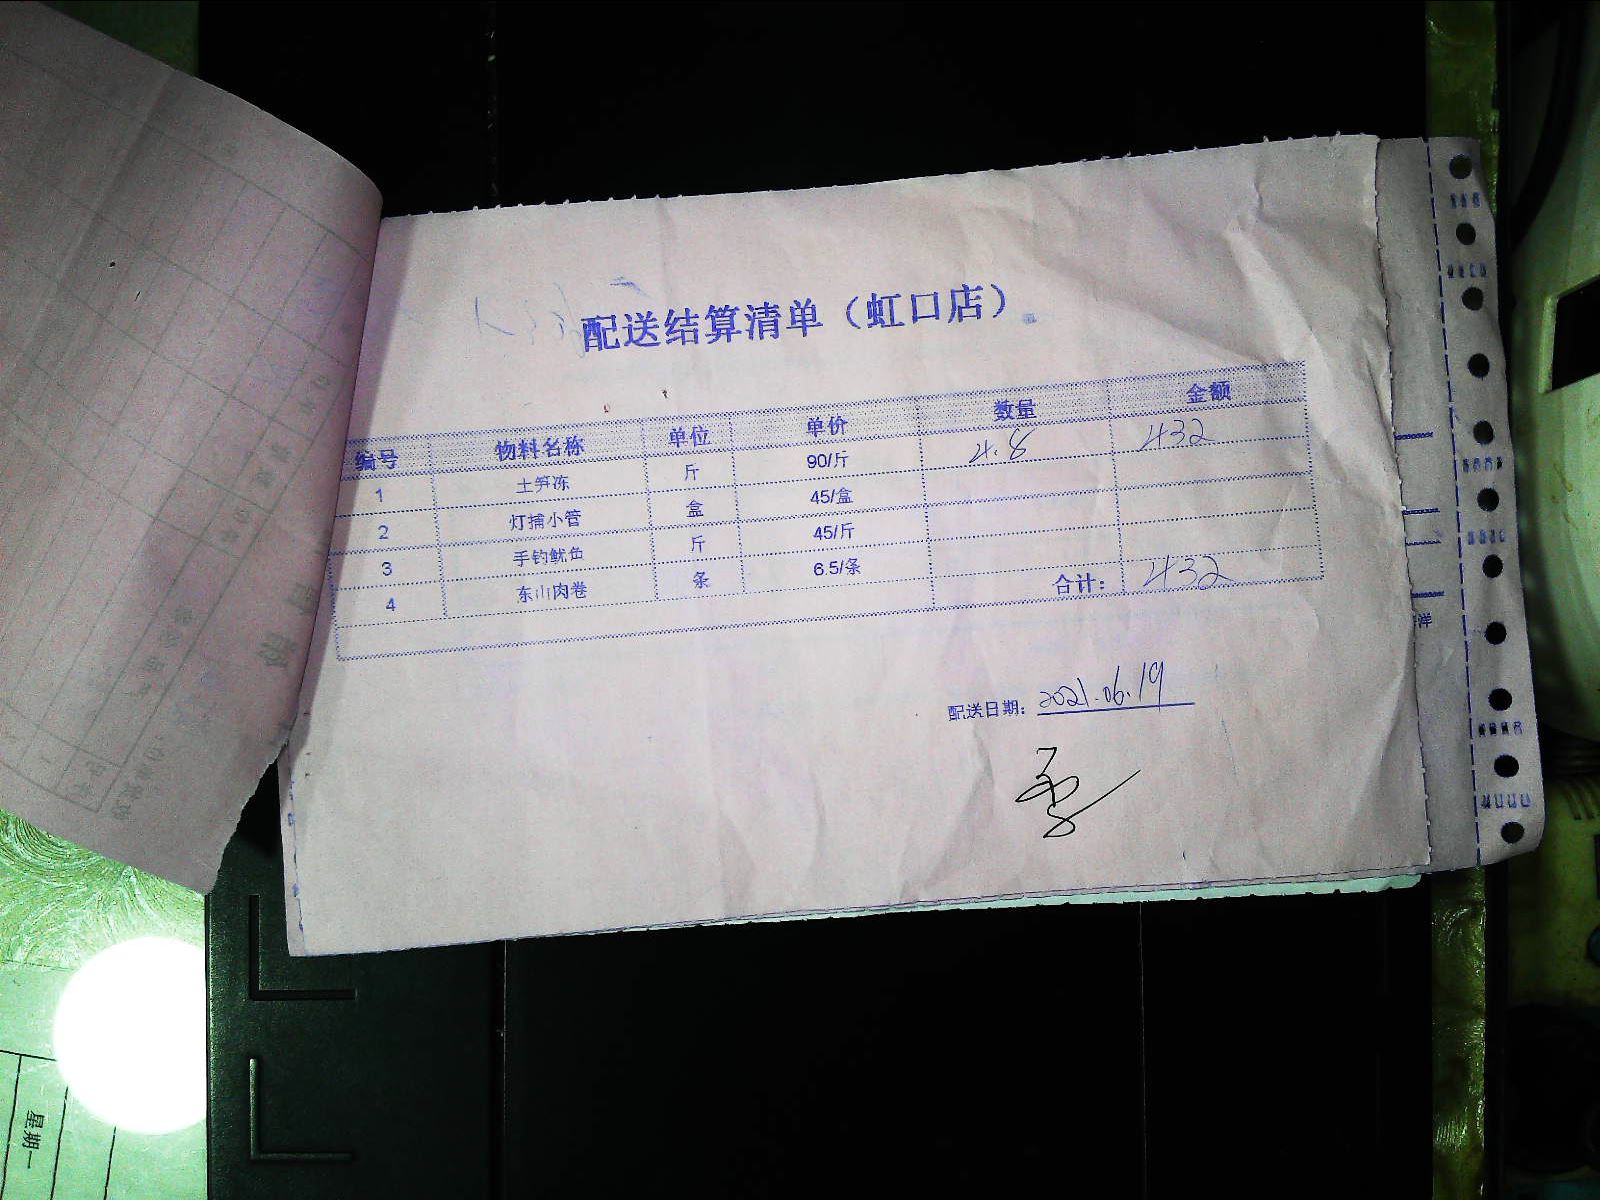 配送结算清单（虹口店）
编号 物料名称 单位 单价 数量 金额
1 土笋冻 斤 90/斤 4.8 432
2 灯捕小管 盒 45/盒
3 手钓鱿鱼 斤 45/斤
4 东山肉卷 条 6.5/条
合计： 432
配送日期： 2021.06.19
洋
星期一